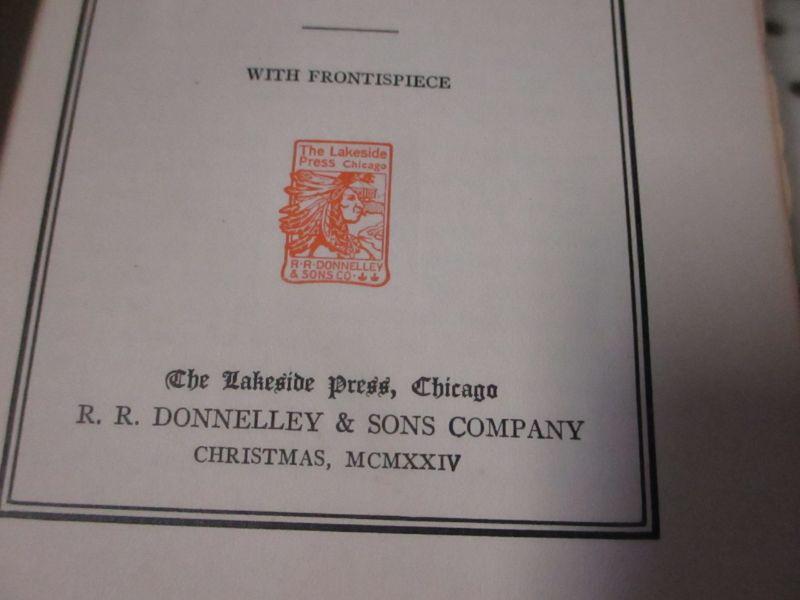 WITH FRONTISPIECE
The Lakeside
Press Chicago
R·R·DONNELLEY
& SONS CO·
The Lakeside Press, Chicago
R. R. DONNELLEY & SONS COMPANY
CHRISTMAS, MCMXXIV